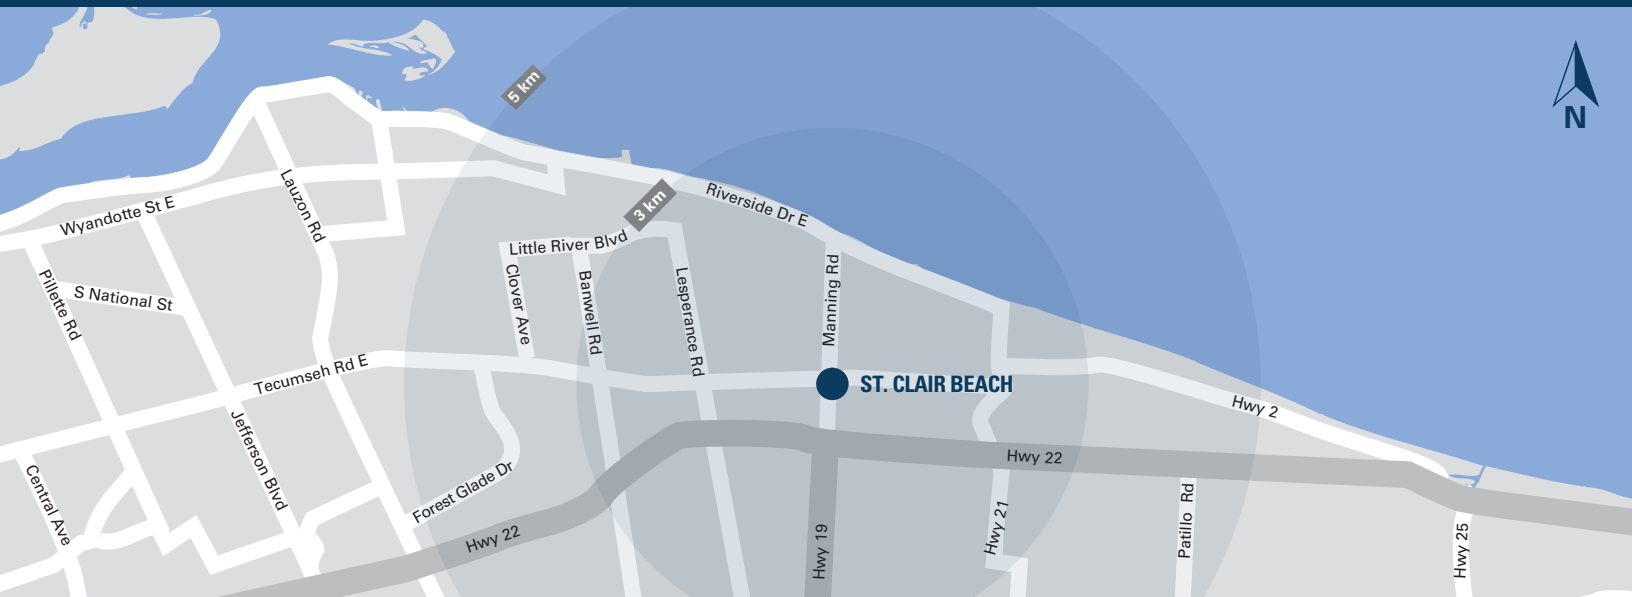 5 km
N
Lauzon Rd
3 km
Riverside Dr E
Wyandotte St E
Little River Blvd
Manning Rd
Pillette Rd
S National St
Clover Ave
Banwell Rd
Lesperance Rd
Tecumseh Rd E
ST. CLAIR BEACH
Hwy 2
Jefferson Blvd
Hwy 22
Central Ave
Forest Glade Dr
Hwy 22
Hwy 19
Hwy 21
Patillo Rd
Hwy 25